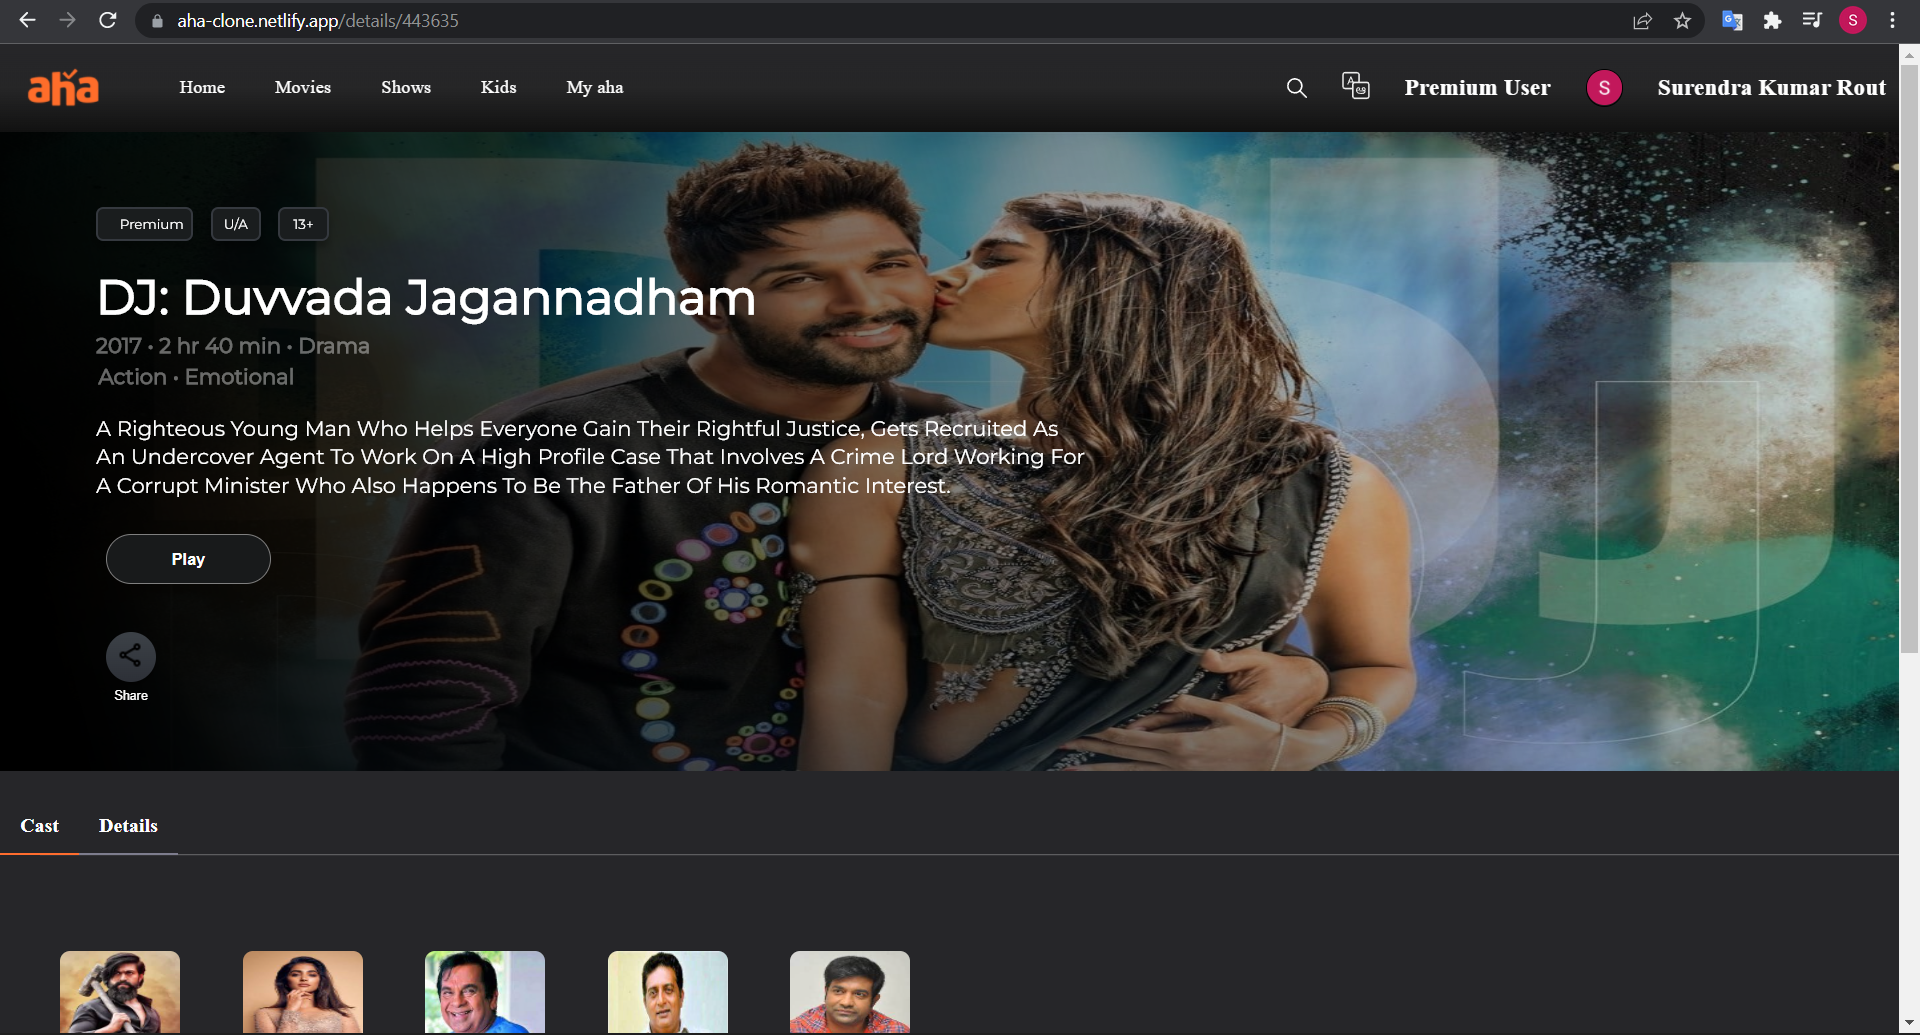 aha-clone.netlify.app/details/443635
S
aha
Home
Movies
Shows
Kids
My aha
Premium User
S
Surendra Kumar Rout
Premium
U/A
13+
DJ: Duvvada Jagannadham
2017 • 2 hr 40 min • Drama
Action • Emotional
A Righteous Young Man Who Helps Everyone Gain Their Rightful Justice, Gets Recruited As
An Undercover Agent To Work On A High Profile Case That Involves A Crime Lord Working For
A Corrupt Minister Who Also Happens To Be The Father Of His Romantic Interest.
Play
Share
DJ
Cast
Details